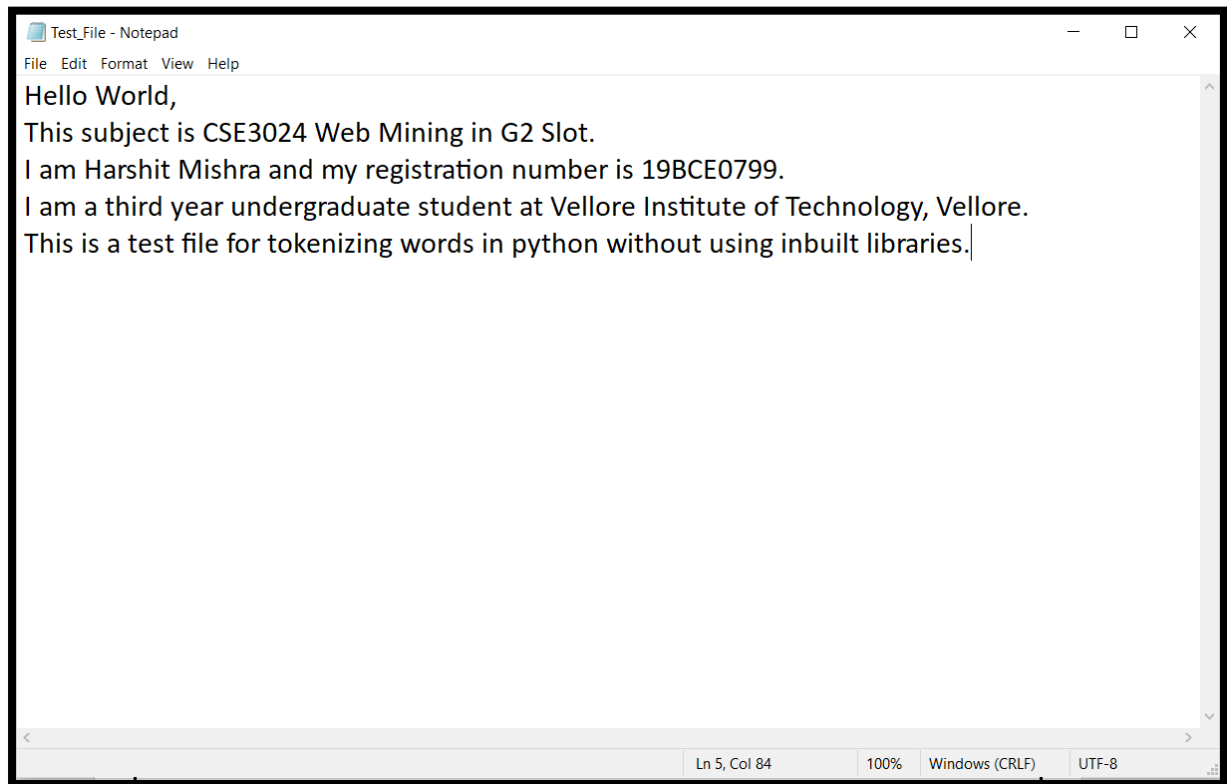 Test_File - Notepad
File Edit Format View Help
Hello World,
This subject is CSE3024 Web Mining in G2 Slot.
I am Harshit Mishra and my registration number is 19BCE0799.
I am a third year undergraduate student at Vellore Institute of Technology, Vellore.
This is a test file for tokenizing words in python without using inbuilt libraries.
Ln 5, Col 84 100% Windows (CRLF) UTF-8